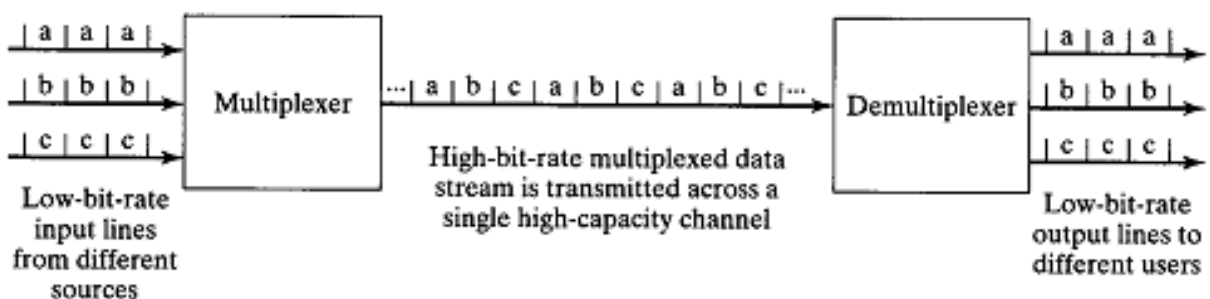 a a a
b b b
c c c
Low-bit-rate
input lines
from different
sources
Multiplexer
... a b c a b c a b c ...
High-bit-rate multiplexed data
stream is transmitted across a
single high-capacity channel
Demultiplexer
a a a
b b b
c c c
Low-bit-rate
output lines to
different users